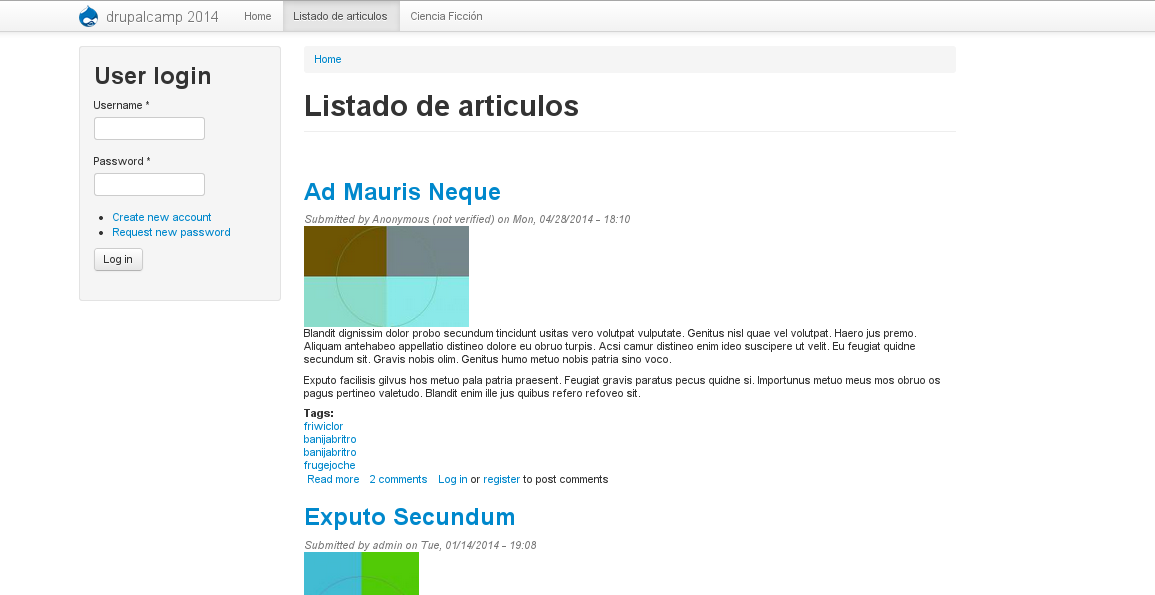 drupalcamp 2014
Home
Listado de articulos
Ciencia Ficción
User login
Username *
Password *
Create new account
Request new password
Log in
Home
Listado de articulos
Ad Mauris Neque
Submitted by Anonymous (not verified) on Mon, 04/28/2014 - 18:10
Blandit dignissim dolor probo secundum tincidunt usitas vero volutpat vulputate. Genitus nisl quae vel volutpat. Haero jus premo.
Aliquam antehabeo appellatio distineo dolore eu obruo turpis. Acsi camur distineo enim ideo suscipere ut velit. Eu feugiat quidne
secundum sit. Gravis nobis olim. Genitus humo metuo nobis patria sino voco.
Exputo facilisis gilvus hos metuo pala patria praesent. Feugiat gravis paratus pecus quidne si. Importunus metuo meus mos obruo os
pagus pertineo valetudo. Blandit enim ille jus quibus refero refoveo sit.
Tags:
friwiclor
banijabritro
banijabritro
frugejoche
Read more 2 comments Log in or register to post comments
Exputo Secundum
Submitted by admin on Tue, 01/14/2014 - 19:08